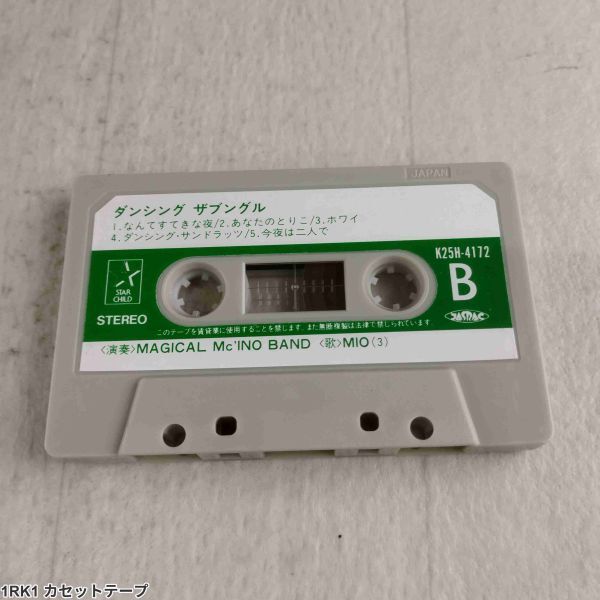 JAPAN
ダンシング ザブングル
1.なんてすてきな夜/2.あなたのとりこ/3.ホワイ
4.ダンシング・サンドラッツ/5.今夜は二人で
K25H-4172
STAR
CHILD
B
STEREO
JASRAC
このテープを賃貸業に使用することを禁じます。また無断複製は法律で禁じられています。
〈演奏〉MAGICAL Mc'INO BAND 〈歌〉MIO(3)
1RK1 カセットテープ